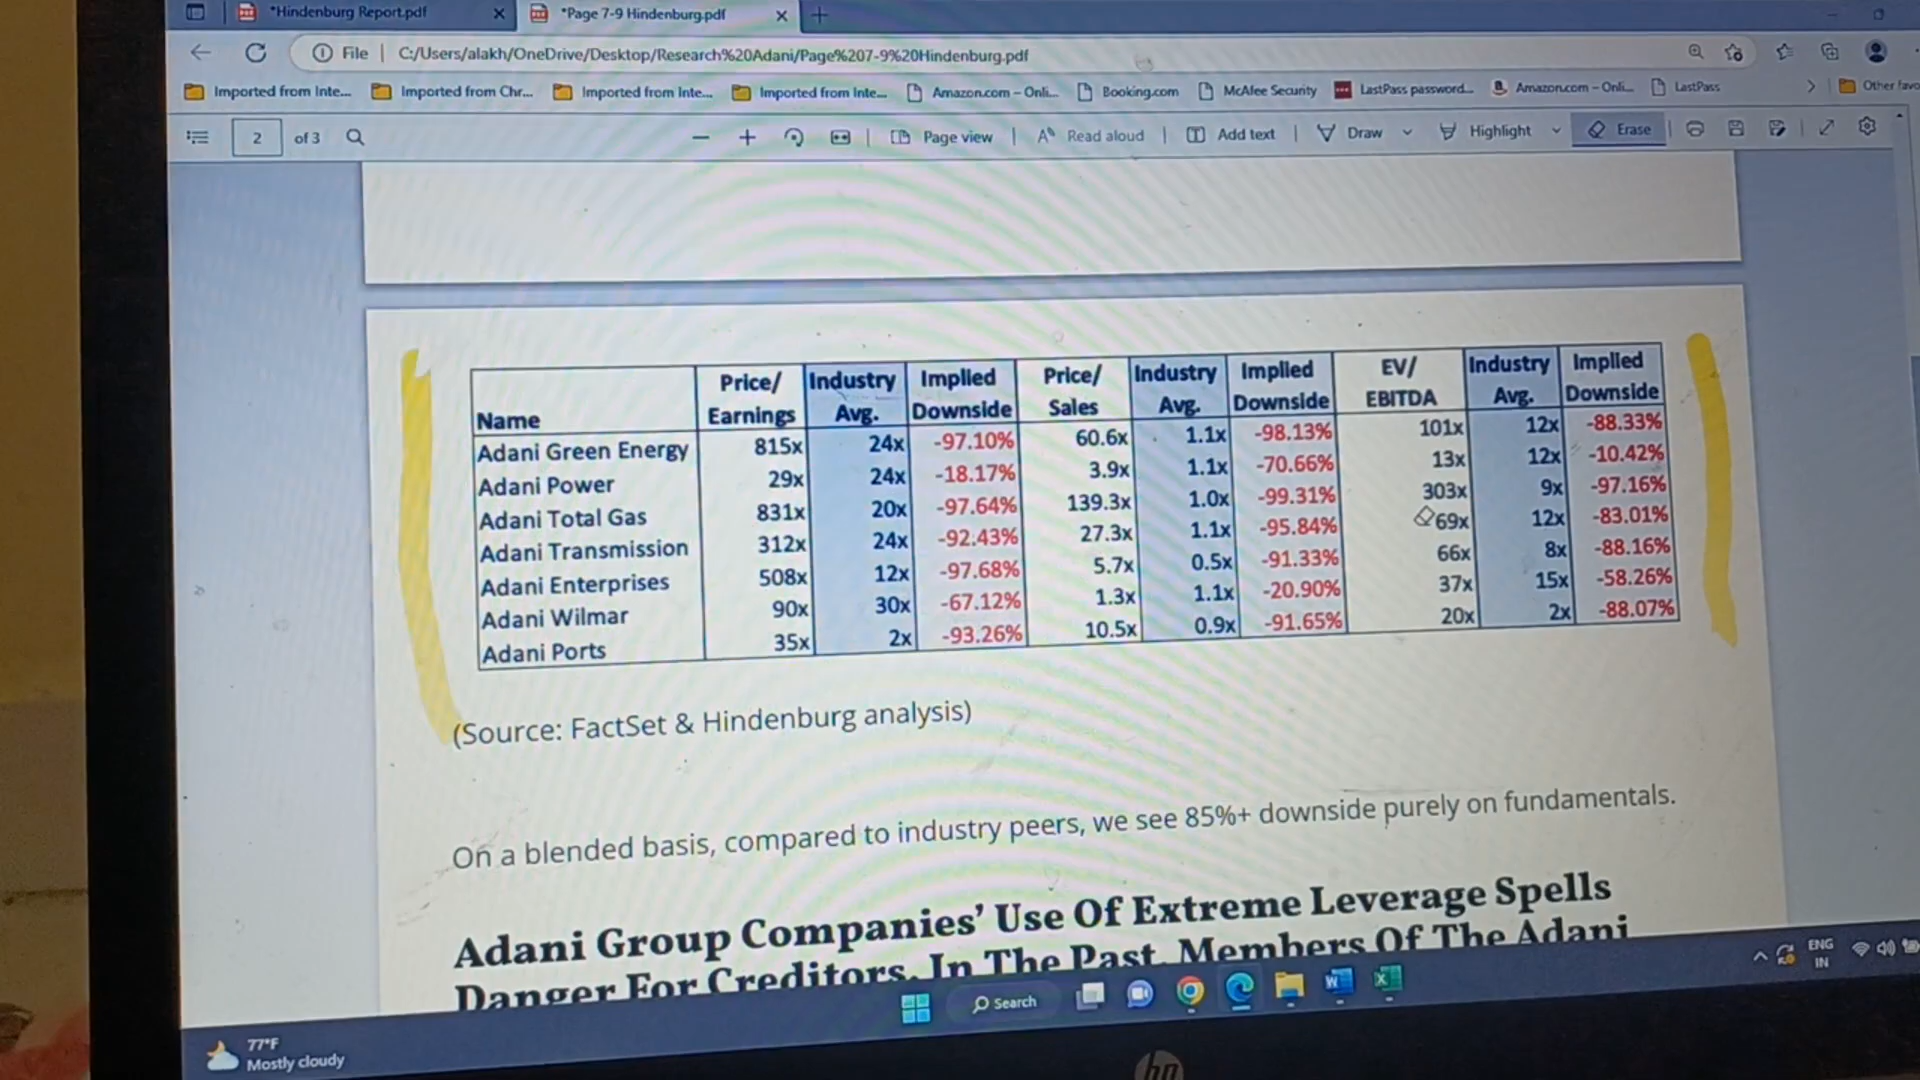 *Hindenburg Report.pdf
*Page 7-9 Hindenburg.pdf
File | C:/Users/alakh/OneDrive/Desktop/Research%20Adani/Page%207-9%20Hindenburg.pdf
Imported from Inte... Imported from Chr... Imported from Inte... Imported from Inte... Amazon.com – Onli... Booking.com McAfee Security LastPass password... Amazon.com – Onli... LastPass Other favo
2 of 3 Page view Read aloud Add text Draw Highlight Erase
Name Price/ Earnings Industry Avg. Implied Downside Price/ Sales Industry Avg. Implied Downside EV/ EBITDA Industry Avg. Implied Downside
Adani Green Energy 815x 24x -97.10% 60.6x 1.1x -98.13% 101x 12x -88.33%
Adani Power 29x 24x -18.17% 3.9x 1.1x -70.66% 13x 12x -10.42%
Adani Total Gas 831x 20x -97.64% 139.3x 1.0x -99.31% 303x 9x -97.16%
Adani Transmission 312x 24x -92.43% 27.3x 1.1x -95.84% 69x 12x -83.01%
Adani Enterprises 508x 12x -97.68% 5.7x 0.5x -91.33% 66x 8x -88.16%
Adani Wilmar 90x 30x -67.12% 1.3x 1.1x -20.90% 37x 15x -58.26%
Adani Ports 35x 2x -93.26% 10.5x 0.9x -91.65% 20x 2x -88.07%
(Source: FactSet & Hindenburg analysis)
On a blended basis, compared to industry peers, we see 85%+ downside purely on fundamentals.
Adani Group Companies' Use Of Extreme Leverage Spells
Danger For Creditors. In The Past, Members Of The Adani
Search
ENG
IN
77°F
Mostly cloudy
hp